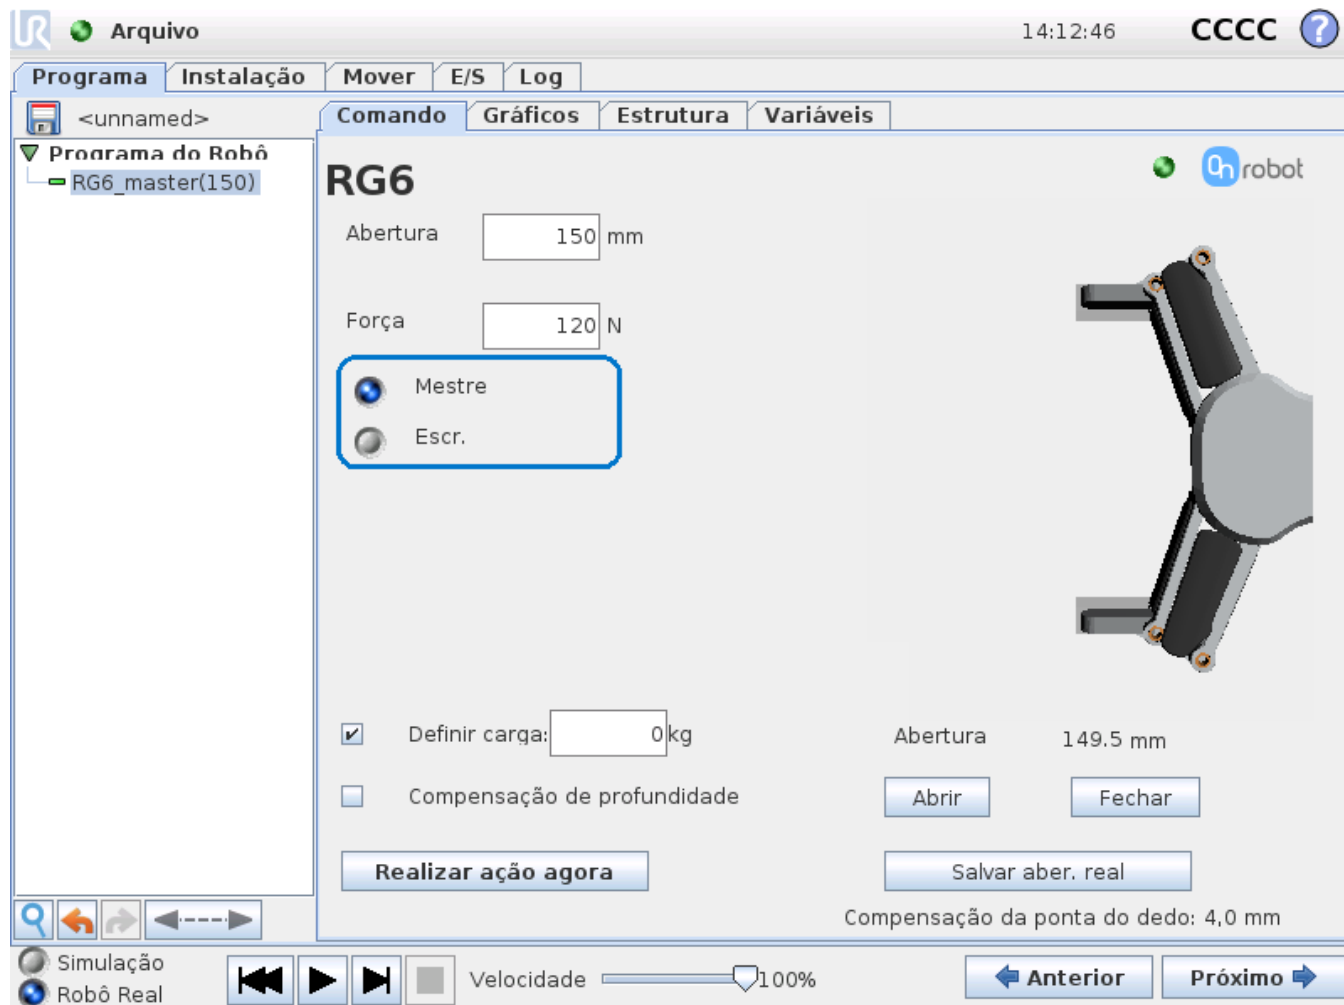 UR Arquivo 14:12:46 CCCC ?
Programa Instalação Mover E/S Log
<unnamed> Comando Gráficos Estrutura Variáveis
Programa do Robô
RG6_master(150)
RG6
On robot
Abertura 150 mm
Força 120 N
Mestre
Escr.
Definir carga: 0 kg
Abertura 149.5 mm
Compensação de profundidade
Abrir Fechar
Realizar ação agora Salvar aber. real
Compensação da ponta do dedo: 4,0 mm
Simulação
Robô Real
Velocidade 100%
Anterior Próximo